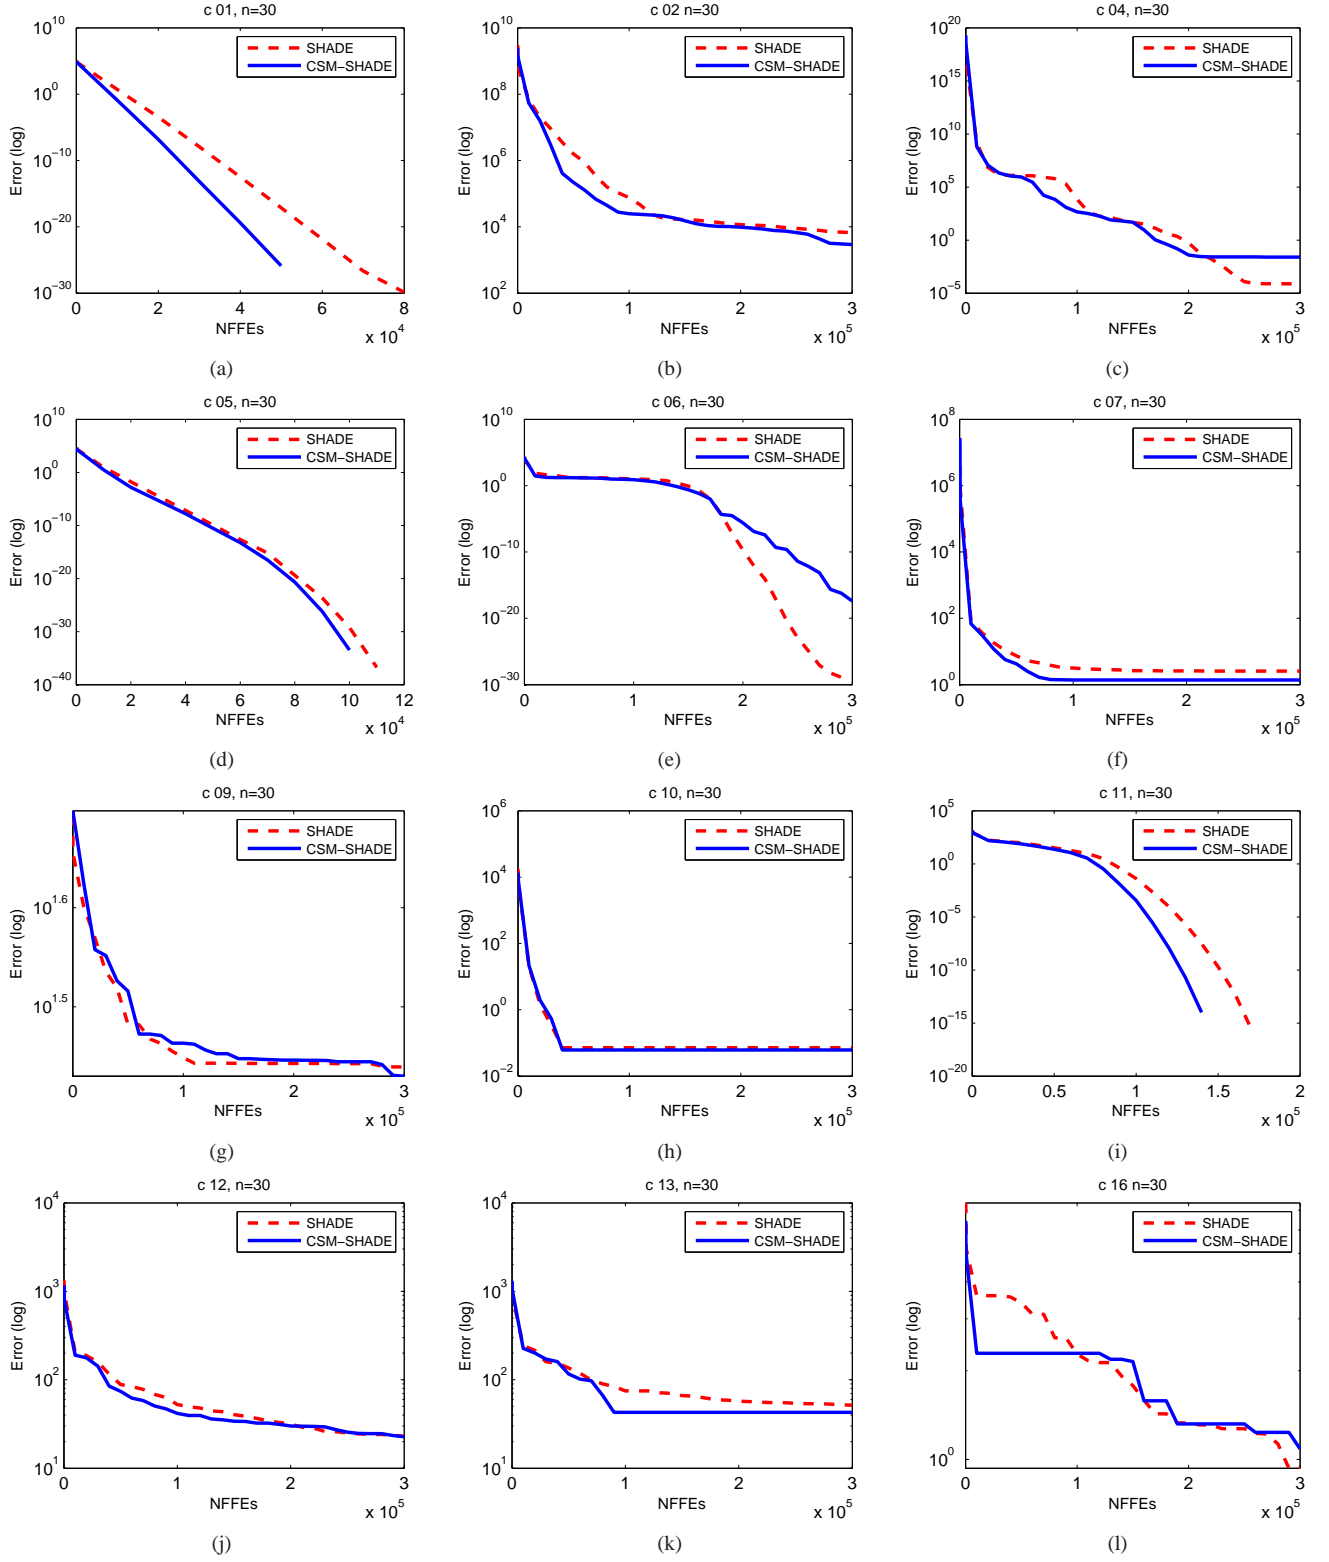 c 01, n=30
10^10
10^0
10^−10
10^−20
10^−30
Error (log)
SHADE
CSM−SHADE
0 2 4 6 8
x 10^4
NFFEs
(a)
c 02 n=30
10^10
10^8
10^6
10^4
10^2
Error (log)
SHADE
CSM−SHADE
0 1 2 3
x 10^5
NFFEs
(b)
c 04, n=30
10^20
10^15
10^10
10^5
10^0
10^−5
Error (log)
SHADE
CSM−SHADE
0 1 2 3
x 10^5
NFFEs
(c)
c 05, n=30
10^10
10^0
10^−10
10^−20
10^−30
10^−40
Error (log)
SHADE
CSM−SHADE
0 2 4 6 8 10 12
x 10^4
NFFEs
(d)
c 06, n=30
10^10
10^0
10^−10
10^−20
10^−30
Error (log)
SHADE
CSM−SHADE
0 1 2 3
x 10^5
NFFEs
(e)
c 07, n=30
10^8
10^6
10^4
10^2
10^0
Error (log)
SHADE
CSM−SHADE
0 1 2 3
x 10^5
NFFEs
(f)
c 09, n=30
10^1.6
10^1.5
Error (log)
SHADE
CSM−SHADE
0 1 2 3
x 10^5
NFFEs
(g)
c 10, n=30
10^6
10^4
10^2
10^0
10^−2
Error (log)
SHADE
CSM−SHADE
0 1 2 3
x 10^5
NFFEs
(h)
c 11, n=30
10^5
10^0
10^−5
10^−10
10^−15
10^−20
Error (log)
SHADE
CSM−SHADE
0 0.5 1 1.5 2
x 10^5
NFFEs
(i)
c 12, n=30
10^4
10^3
10^2
10^1
Error (log)
SHADE
CSM−SHADE
0 1 2 3
x 10^5
NFFEs
(j)
c 13, n=30
10^4
10^3
10^2
10^1
Error (log)
SHADE
CSM−SHADE
0 1 2 3
x 10^5
NFFEs
(k)
c 16 n=30
10^0
Error (log)
SHADE
CSM−SHADE
0 1 2 3
x 10^5
NFFEs
(l)